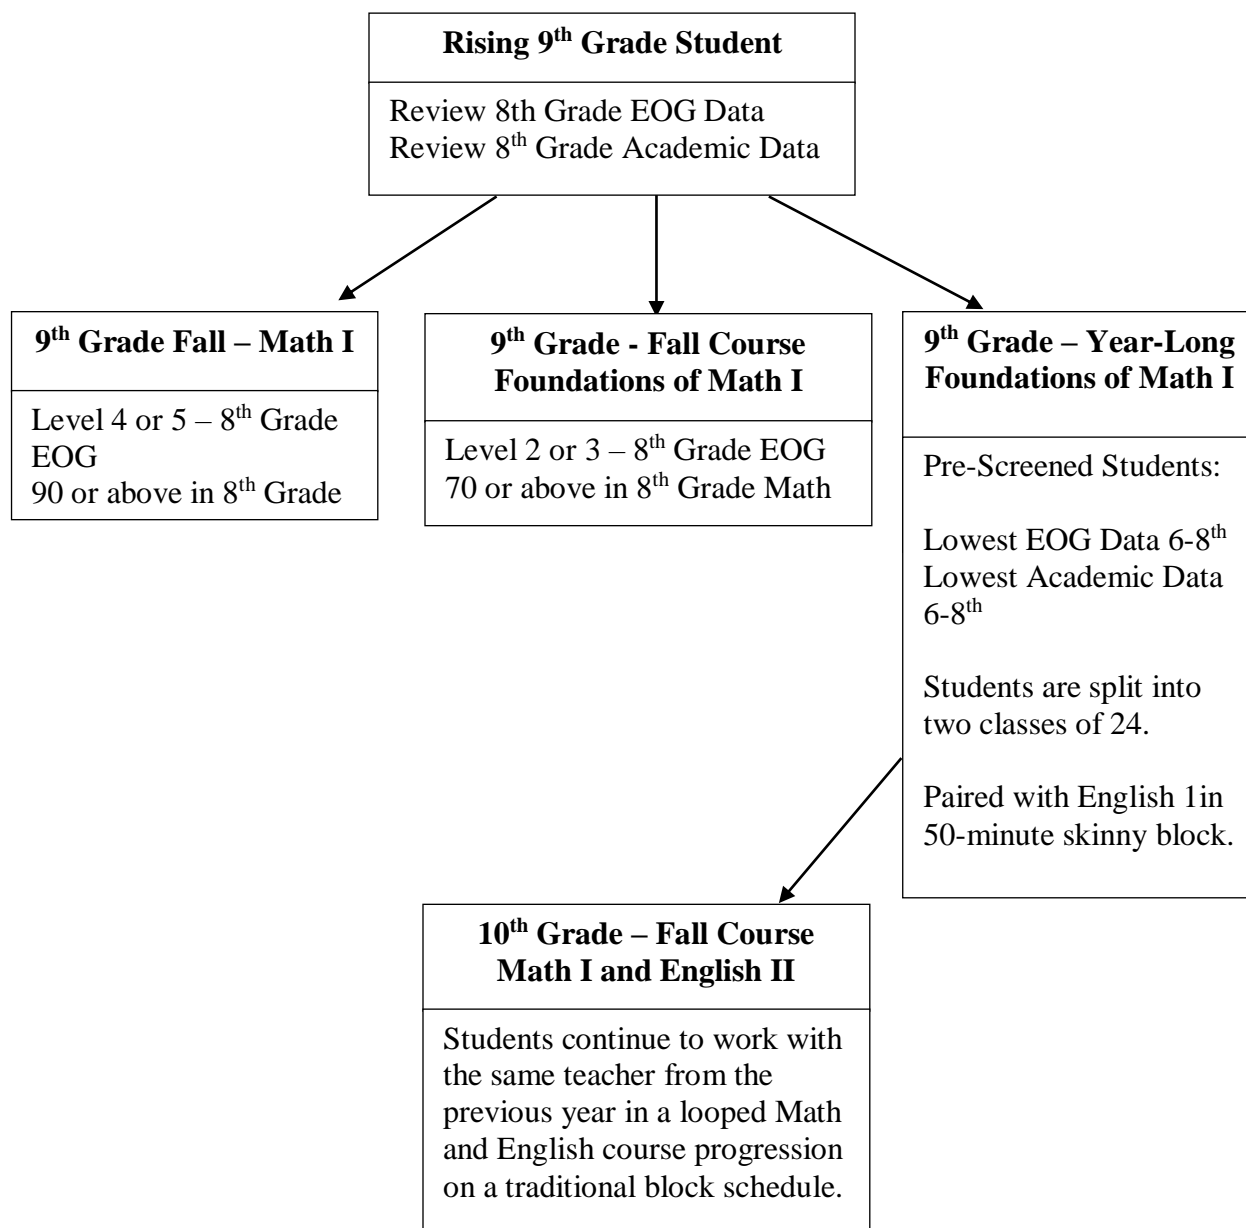 Rising 9th Grade Student
Review 8th Grade EOG Data
Review 8th Grade Academic Data
9th Grade Fall – Math I
Level 4 or 5 – 8th Grade
EOG
90 or above in 8th Grade
9th Grade - Fall Course
Foundations of Math I
Level 2 or 3 – 8th Grade EOG
70 or above in 8th Grade Math
9th Grade – Year-Long
Foundations of Math I
Pre-Screened Students:
Lowest EOG Data 6-8th
Lowest Academic Data
6-8th
Students are split into
two classes of 24.
Paired with English 1in
50-minute skinny block.
10th Grade – Fall Course
Math I and English II
Students continue to work with
the same teacher from the
previous year in a looped Math
and English course progression
on a traditional block schedule.